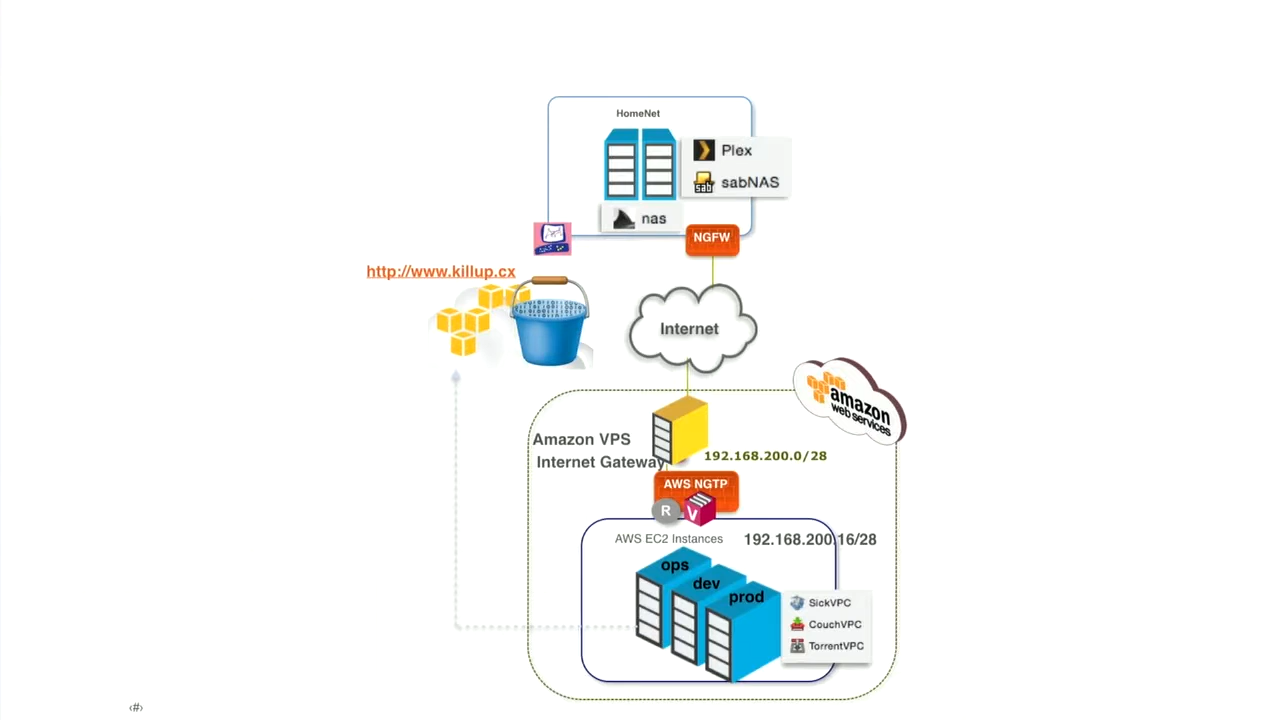 HomeNet
Plex
sab
sabNAS
nas
NGFW
http://www.killup.cx
Internet
amazon
web services
Amazon VPS
Internet Gateway
192.168.200.0/28
AWS NGTP
R
V
AWS EC2 Instances
192.168.200.16/28
ops
dev
prod
SickVPC
CouchVPC
TorrentVPC
‹#›